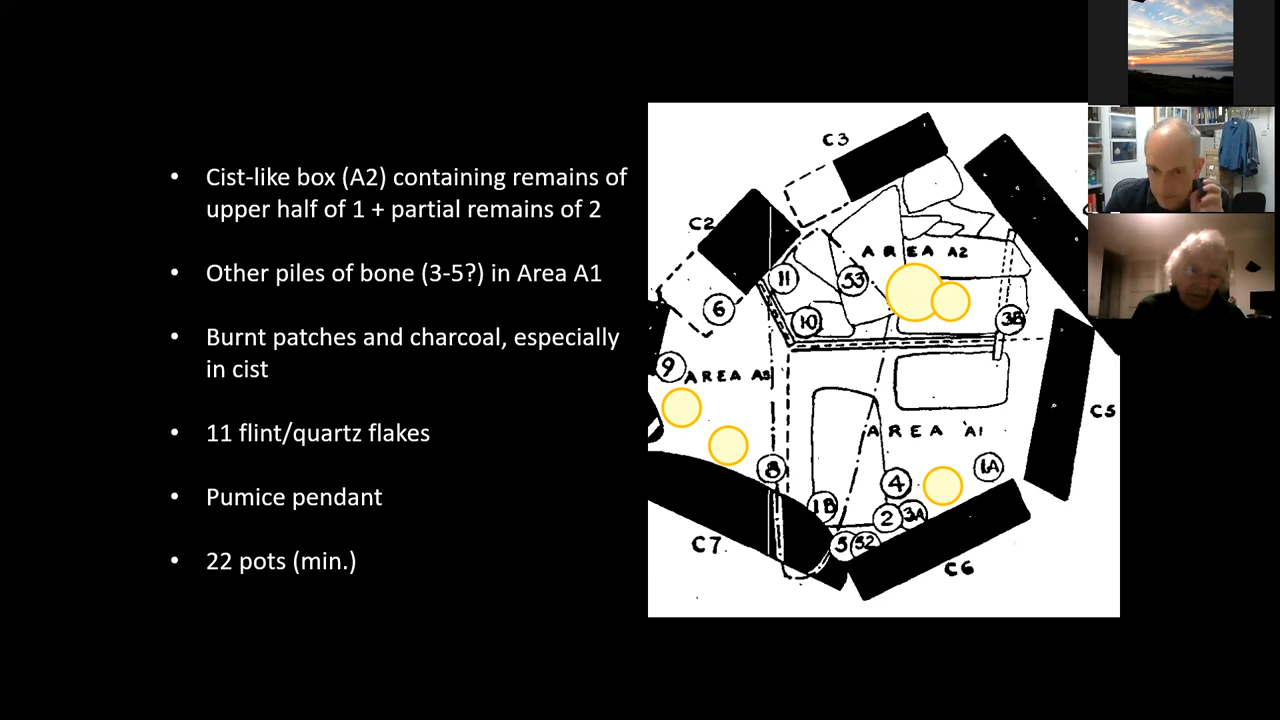 • Cist-like box (A2) containing remains of
upper half of 1 + partial remains of 2
• Other piles of bone (3-5?) in Area A1
• Burnt patches and charcoal, especially
in cist
• 11 flint/quartz flakes
• Pumice pendant
• 22 pots (min.)
C3
C2
AREA A2
11
53
6
10
3B
9
AREA A3
C5
AREA A1
8
1A
4
1B
2
3A
5
52
C7
C6